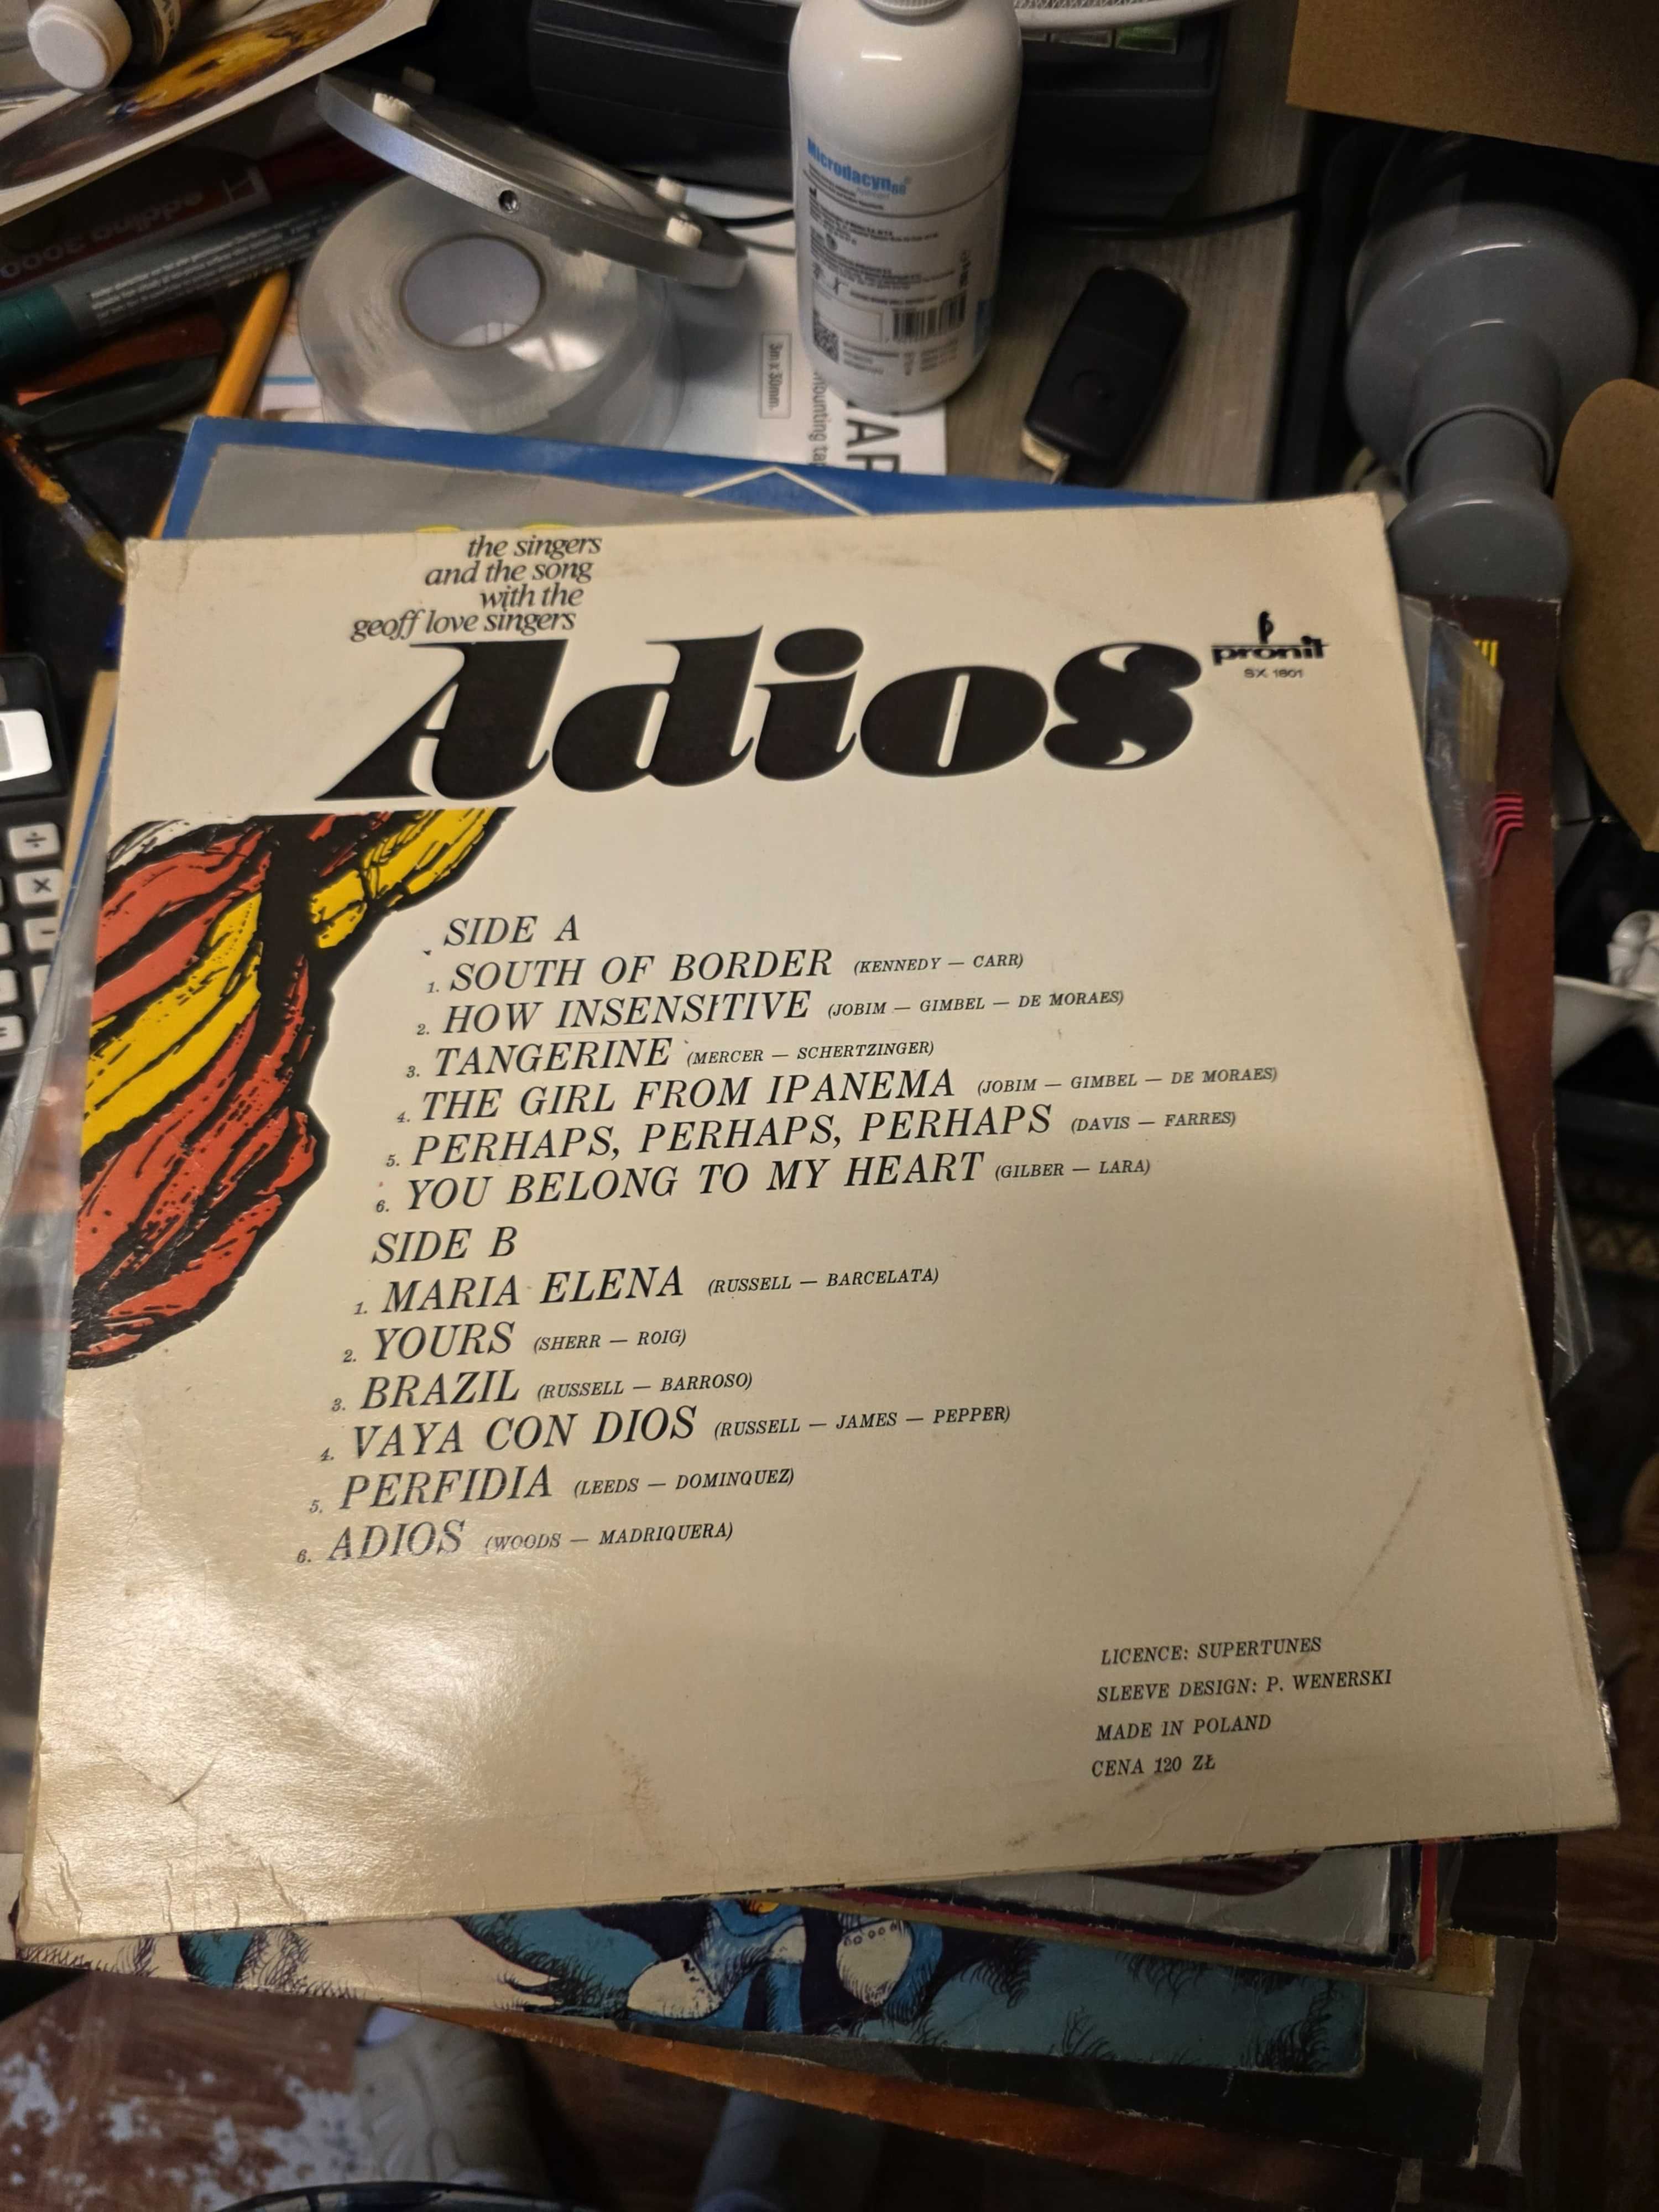 Microdacyn60
3m x 30mm.
the singers
and the song
with the
geoff love singers
Adios
pronit
SX 1801
SIDE A
1. SOUTH OF BORDER (KENNEDY — CARR)
2. HOW INSENSITIVE (JOBIM — GIMBEL — DE MORAES)
3. TANGERINE (MERCER — SCHERTZINGER)
4. THE GIRL FROM IPANEMA (JOBIM — GIMBEL — DE MORAES)
5. PERHAPS, PERHAPS, PERHAPS (DAVIS — FARRES)
6. YOU BELONG TO MY HEART (GILBER — LARA)
SIDE B
1. MARIA ELENA (RUSSELL — BARCELATA)
2. YOURS (SHERR — ROIG)
3. BRAZIL (RUSSELL — BARROSO)
4. VAYA CON DIOS (RUSSELL — JAMES — PEPPER)
5. PERFIDIA (LEEDS — DOMINQUEZ)
6. ADIOS (WOODS — MADRIQUERA)
LICENCE: SUPERTUNES
SLEEVE DESIGN: P. WENERSKI
MADE IN POLAND
CENA 120 ZŁ